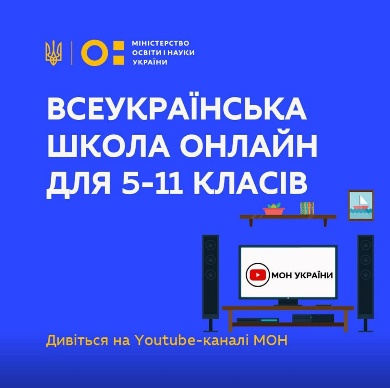 МІНІСТЕРСТВО
ОСВІТИ І НАУКИ
УКРАЇНИ
ВСЕУКРАЇНСЬКА
ШКОЛА ОНЛАЙН
ДЛЯ 5-11 КЛАСІВ
МОН УКРАЇНИ
Дивіться на Youtube-каналі МОН